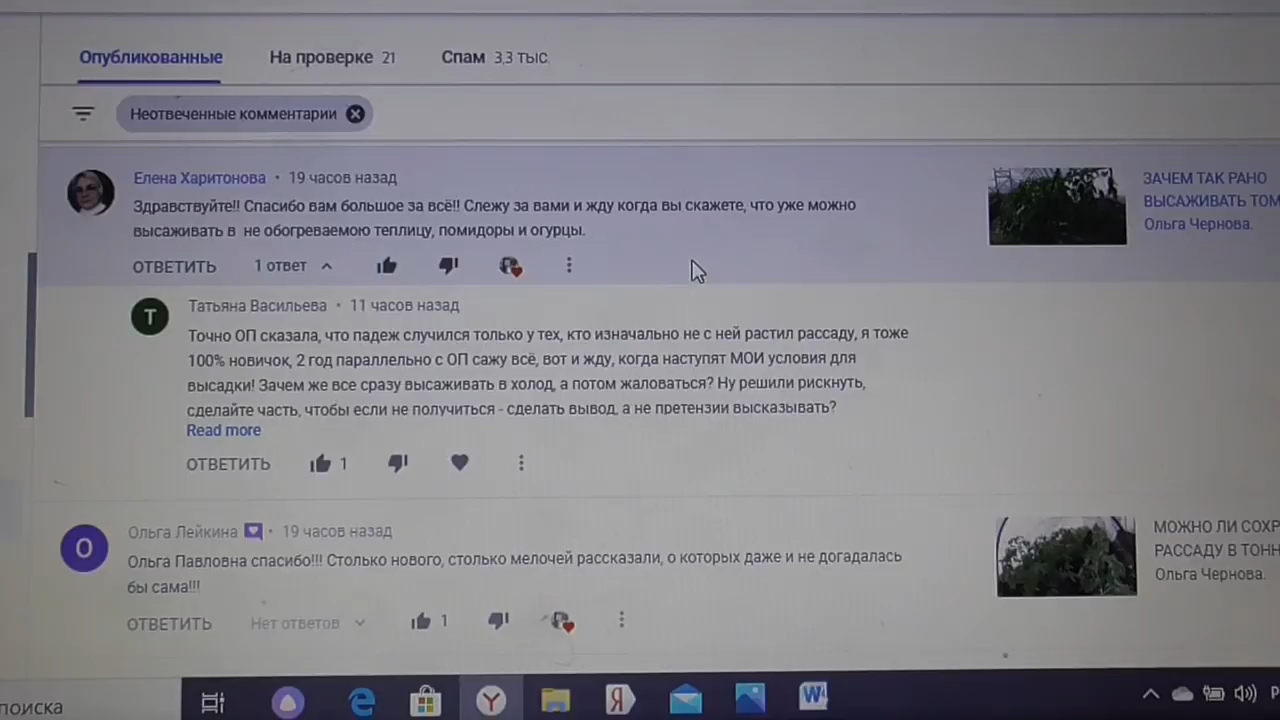 Опубликованные
На проверке 21
Спам 3,3 тыс.
Неотвеченные комментарии
Елена Харитонова • 19 часов назад
Здравствуйте!! Спасибо вам большое за всё!! Слежу за вами и жду когда вы скажете, что уже можно
высаживать в не обогреваемою теплицу, помидоры и огурцы.
ЗАЧЕМ ТАК РАНО
ВЫСАЖИВАТЬ ТОМ
Ольга Чернова.
ОТВЕТИТЬ
1 ответ
T
Татьяна Васильева • 11 часов назад
Точно ОП сказала, что падеж случился только у тех, кто изначально не с ней растил рассаду, я тоже
100% новичок, 2 год параллельно с ОП сажу всё, вот и жду, когда наступят МОИ условия для
высадки! Зачем же все сразу высаживать в холод, а потом жаловаться? Ну решили рискнуть,
сделайте часть, чтобы если не получиться - сделать вывод, а не претензии высказывать?
Read more
ОТВЕТИТЬ
1
О
Ольга Лейкина • 19 часов назад
Ольга Павловна спасибо!!! Столько нового, столько мелочей рассказали, о которых даже и не догадалась
бы сама!!!
МОЖНО ЛИ СОХР
РАССАДУ В ТОНН
Ольга Чернова.
ОТВЕТИТЬ
Нет ответов
1
поиска
e
Y
Я
W
Р